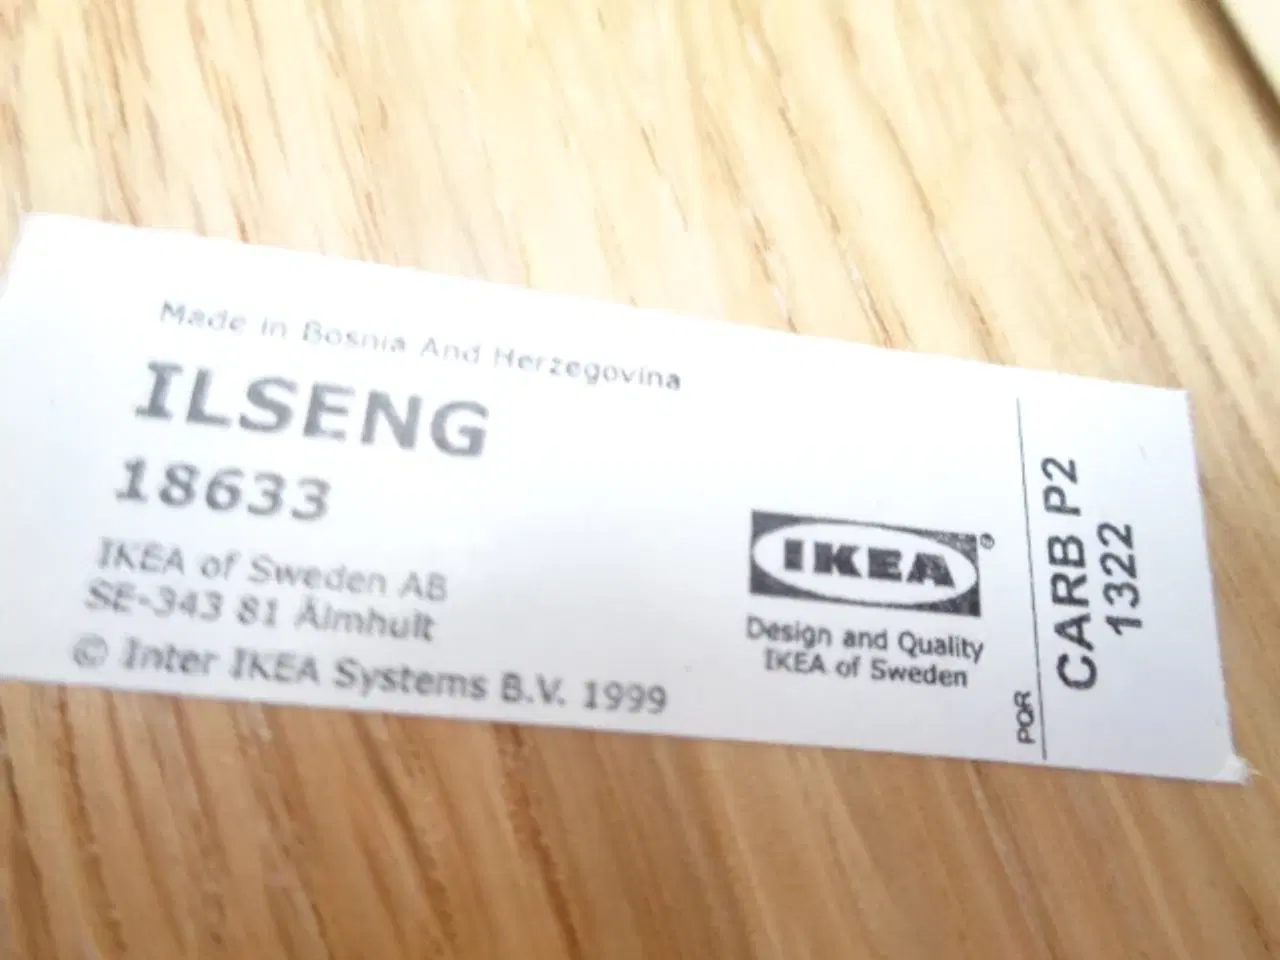 Made in Bosnia And Herzegovina
ILSENG
18633
IKEA of Sweden AB
SE-343 81 Älmhult
© Inter IKEA Systems B.V. 1999
IKEA®
Design and Quality
IKEA of Sweden
PQR
CARB P2
1322